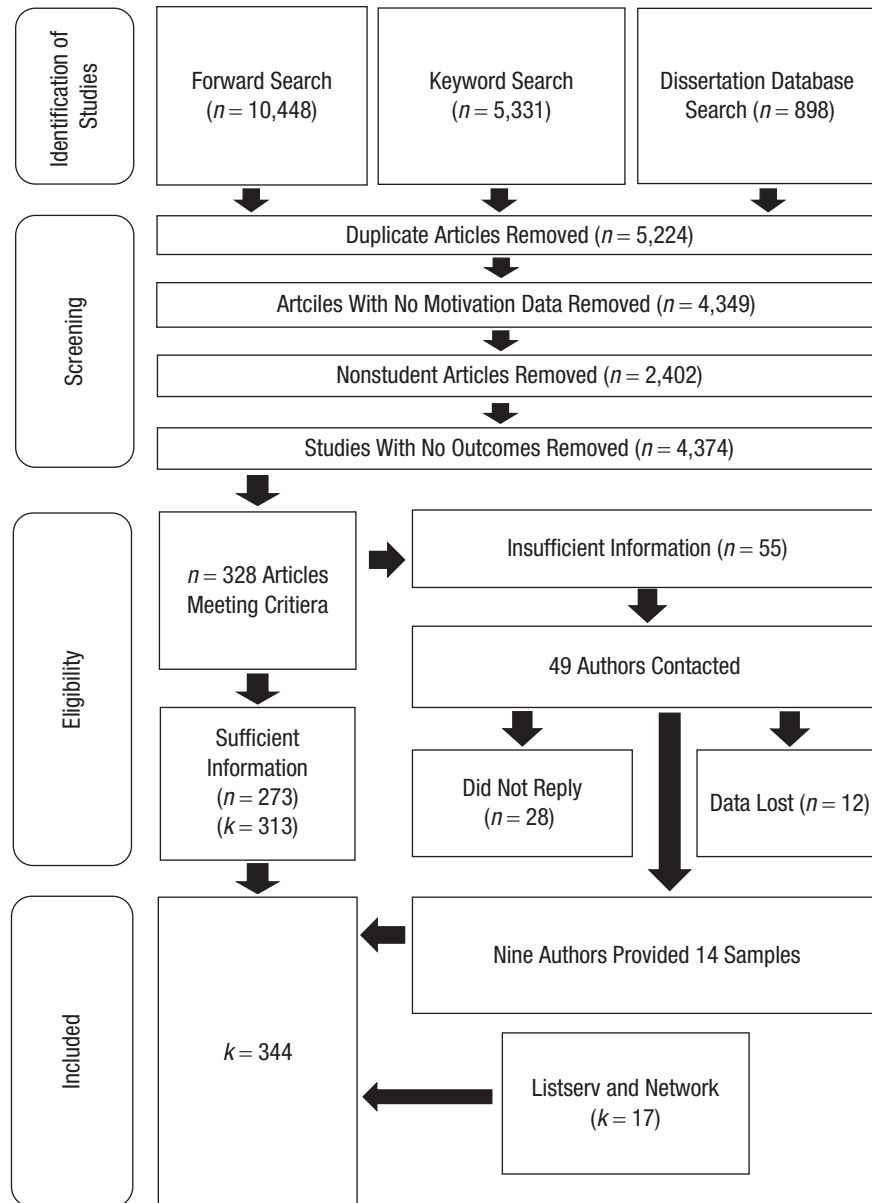 Identification of
Studies
Forward Search
(n = 10,448)
Keyword Search
(n = 5,331)
Dissertation Database
Search (n = 898)
Screening
Duplicate Articles Removed (n = 5,224)
Artciles With No Motivation Data Removed (n = 4,349)
Nonstudent Articles Removed (n = 2,402)
Studies With No Outcomes Removed (n = 4,374)
Eligibility
n = 328 Articles
Meeting Critiera
Insufficient Information (n = 55)
49 Authors Contacted
Sufficient
Information
(n = 273)
(k = 313)
Did Not Reply
(n = 28)
Data Lost (n = 12)
Included
k = 344
Nine Authors Provided 14 Samples
Listserv and Network
(k = 17)